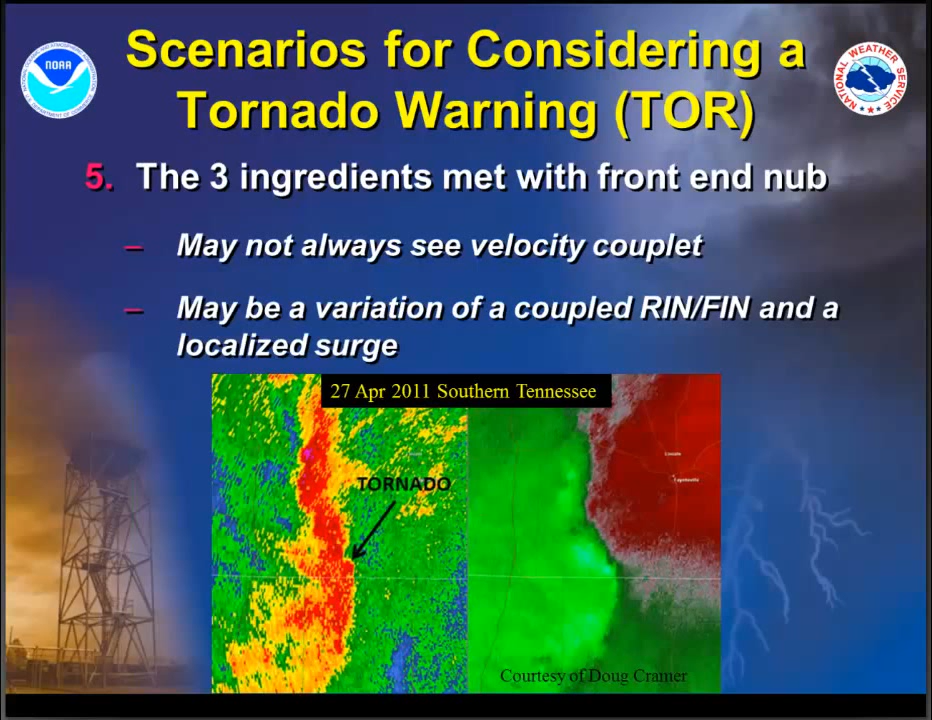 Scenarios for Considering a
Tornado Warning (TOR)
NOAA
NATIONAL WEATHER SERVICE
5. The 3 ingredients met with front end nub
– May not always see velocity couplet
– May be a variation of a coupled RIN/FIN and a
localized surge
27 Apr 2011 Southern Tennessee
TORNADO
Fayetteville
Courtesy of Doug Cramer